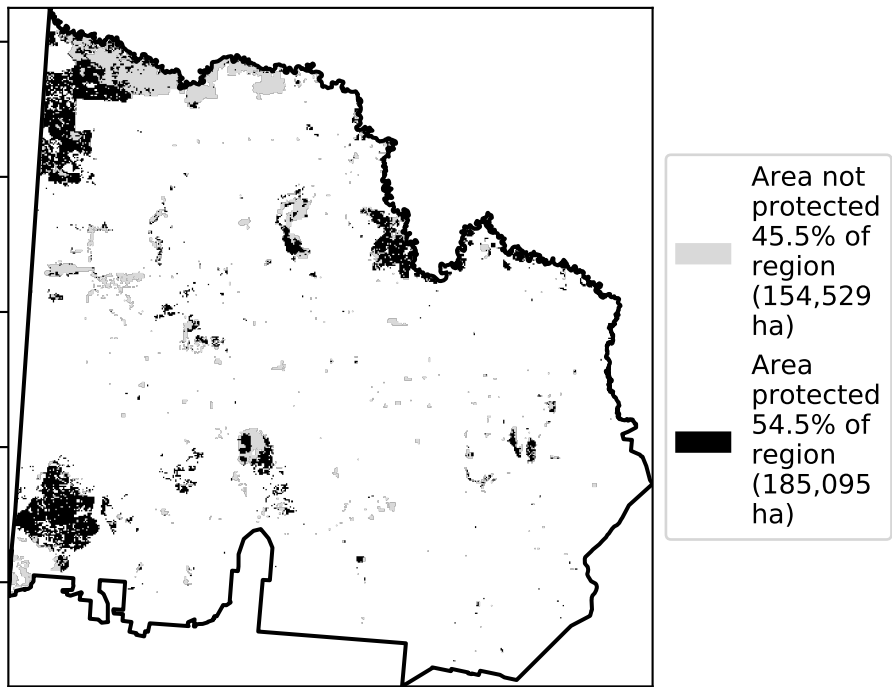 Area not
protected
45.5% of
region
(154,529
ha)
Area
protected
54.5% of
region
(185,095
ha)